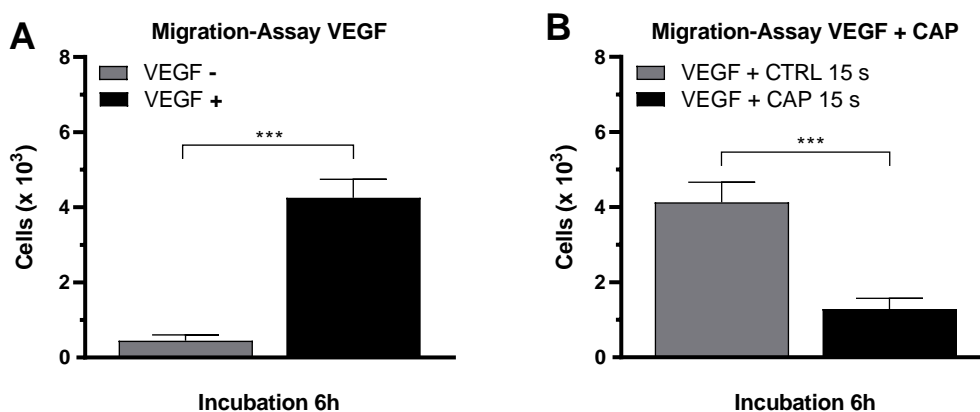 A
Migration-Assay VEGF
VEGF -
VEGF +
***
Cells (x 10³)
8
6
4
2
0
Incubation 6h
B
Migration-Assay VEGF + CAP
VEGF + CTRL 15 s
VEGF + CAP 15 s
***
Cells (x 10³)
8
6
4
2
0
Incubation 6h